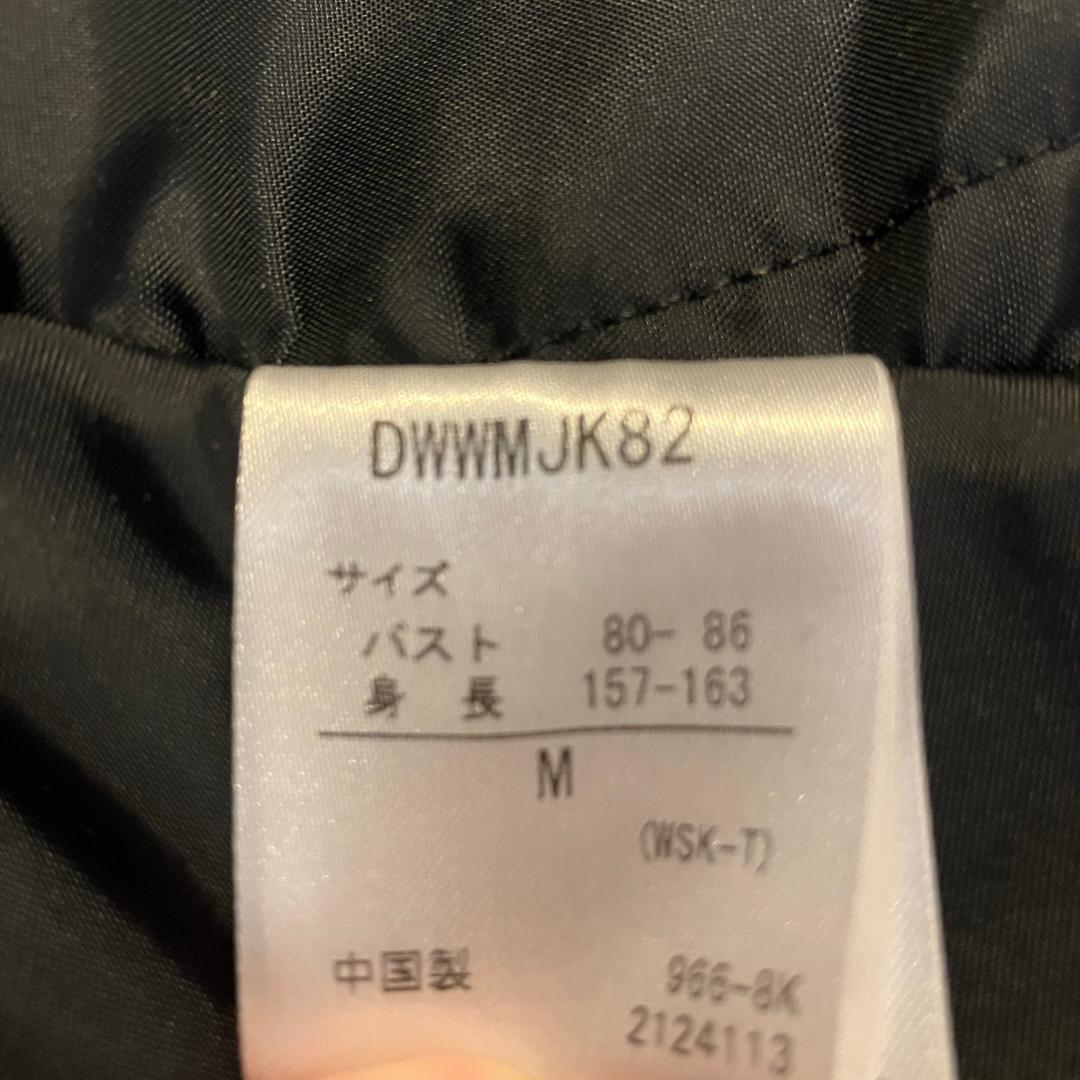 DWWMJK82
サイズ
バスト 80- 86
身 長 157-163
M
(WSK-T)
中国製 966-8K
2124113